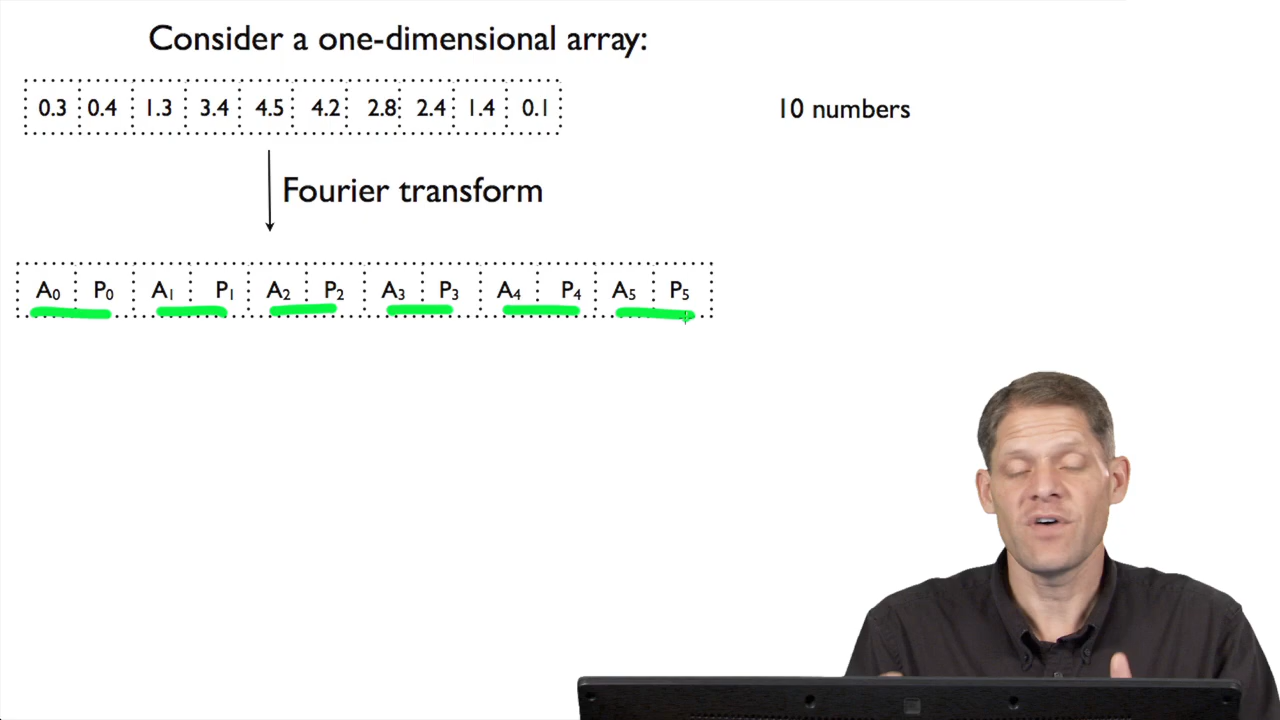 Consider a one-dimensional array:
0.3 0.4 1.3 3.4 4.5 4.2 2.8 2.4 1.4 0.1
10 numbers
Fourier transform
A₀ P₀ A₁ P₁ A₂ P₂ A₃ P₃ A₄ P₄ A₅ P₅